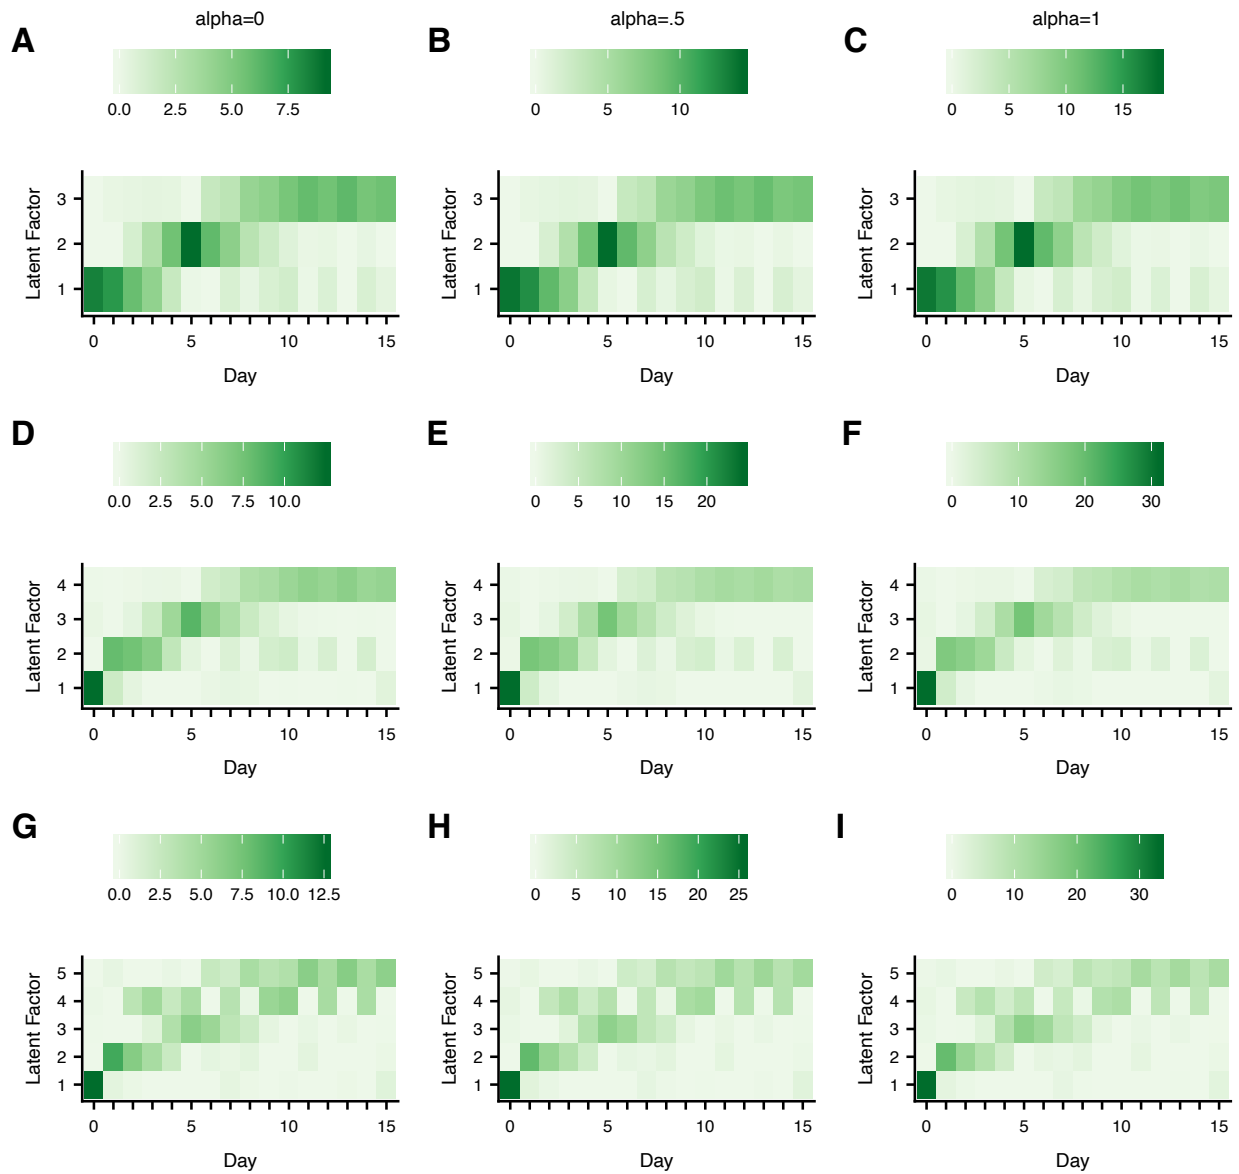 alpha=0 alpha=.5 alpha=1
A B C
0.0 2.5 5.0 7.5 0 5 10 0 5 10 15
Latent Factor 3 2 1 Latent Factor 3 2 1 Latent Factor 3 2 1
0 5 10 15 0 5 10 15 0 5 10 15
Day Day Day
D E F
0.0 2.5 5.0 7.5 10.0 0 5 10 15 20 0 10 20 30
Latent Factor 4 3 2 1 Latent Factor 4 3 2 1 Latent Factor 4 3 2 1
0 5 10 15 0 5 10 15 0 5 10 15
Day Day Day
G H I
0.0 2.5 5.0 7.5 10.0 12.5 0 5 10 15 20 25 0 10 20 30
Latent Factor 5 4 3 2 1 Latent Factor 5 4 3 2 1 Latent Factor 5 4 3 2 1
0 5 10 15 0 5 10 15 0 5 10 15
Day Day Day